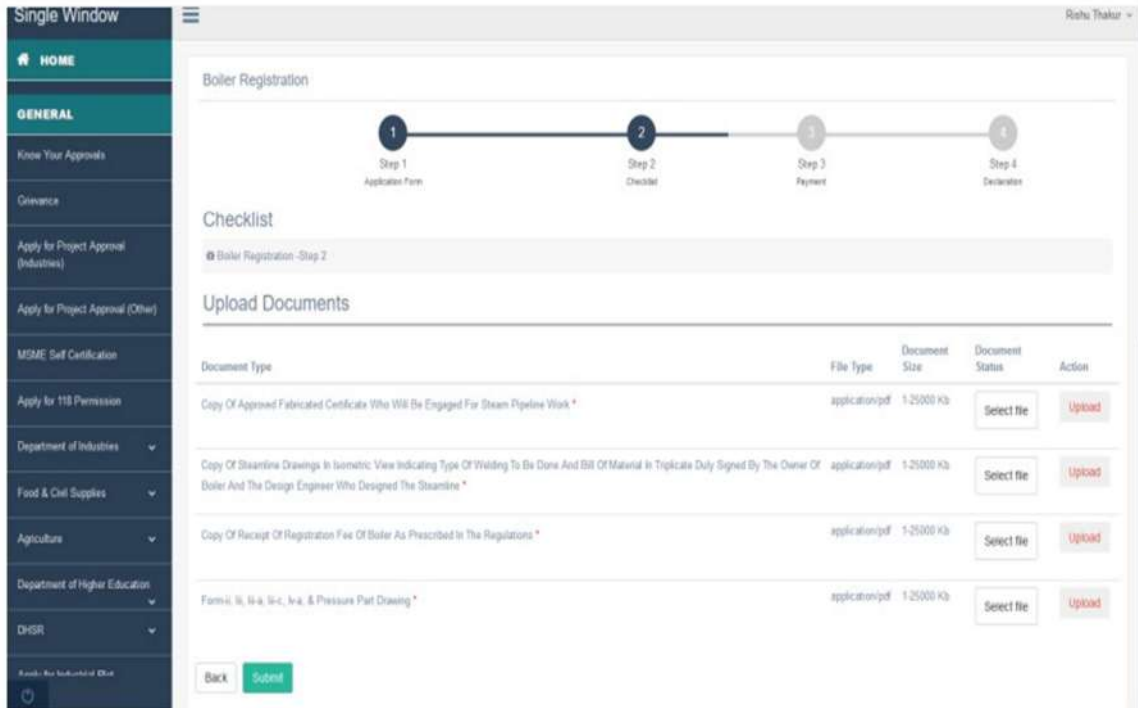 Single Window
Rishu Thakur
HOME
GENERAL
Know Your Approvals
Grievance
Apply for Project Approval
(Industries)
Apply for Project Approval (Other)
MSME Self Certification
Apply for 118 Permission
Department of Industries
Food & Civil Supplies
Agriculture
Department of Higher Education
DHSR
Apply for Industrial Plot
Boiler Registration
1
2
3
4
Step 1
Step 2
Step 3
Step 4
Application Form
Checklist
Payment
Declaration
Checklist
Boiler Registration -Step 2
Upload Documents
Document Type
File Type
Document
Size
Document
Status
Action
Copy Of Approved Fabricated Certificate Who Will Be Engaged For Steam Pipeline Work *
application/pdf
1-25000 Kb
Select file
Upload
Copy Of Steamline Drawings In Isometric View Indicating Type Of Welding To Be Done And Bill Of Material In Triplicate Duly Signed By The Owner Of
Boiler And The Design Engineer Who Designed The Steamline *
application/pdf
1-25000 Kb
Select file
Upload
Copy Of Receipt Of Registration Fee Of Boiler As Prescribed In The Regulations *
application/pdf
1-25000 Kb
Select file
Upload
& Pressure Part Drawing *
application/pdf
1-25000 Kb
Select file
Upload
Back
Submit